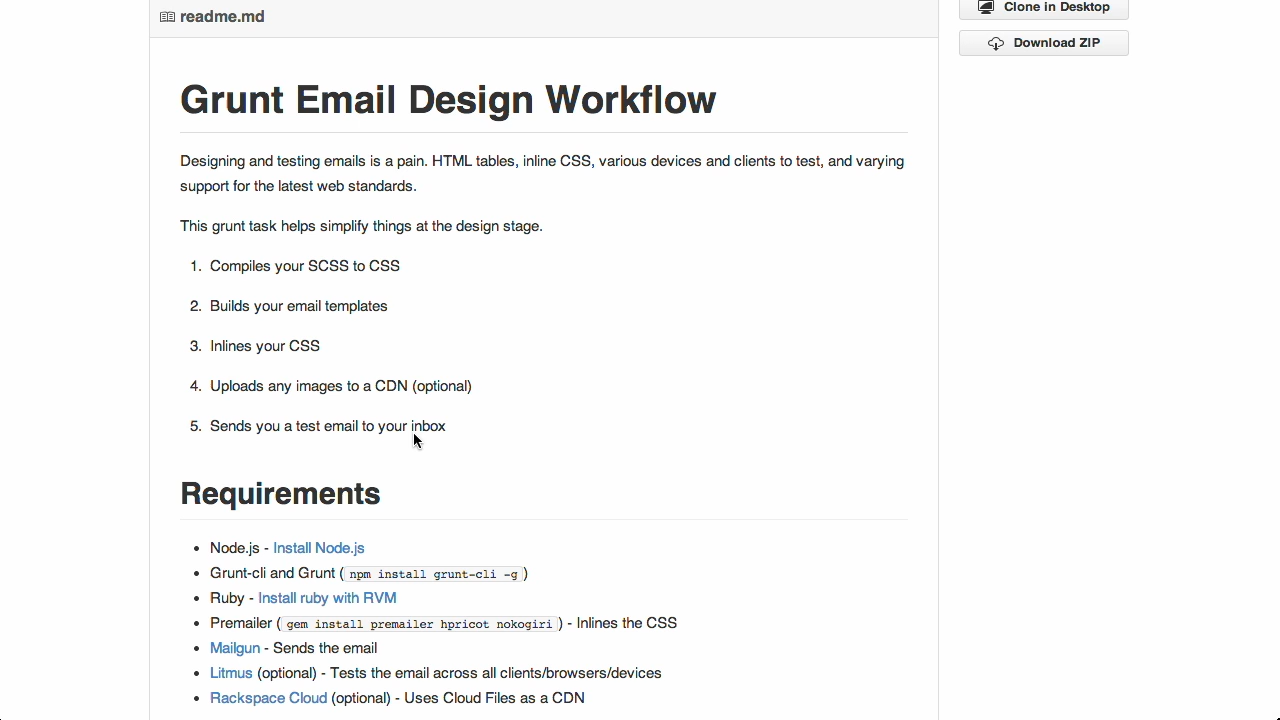 readme.md
Clone in Desktop
Download ZIP
Grunt Email Design Workflow
Designing and testing emails is a pain. HTML tables, inline CSS, various devices and clients to test, and varying
support for the latest web standards.
This grunt task helps simplify things at the design stage.
1. Compiles your SCSS to CSS
2. Builds your email templates
3. Inlines your CSS
4. Uploads any images to a CDN (optional)
5. Sends you a test email to your inbox
Requirements
• Node.js - Install Node.js
• Grunt-cli and Grunt ( npm install grunt-cli -g )
• Ruby - Install ruby with RVM
• Premailer ( gem install premailer hpricot nokogiri ) - Inlines the CSS
• Mailgun - Sends the email
• Litmus (optional) - Tests the email across all clients/browsers/devices
• Rackspace Cloud (optional) - Uses Cloud Files as a CDN